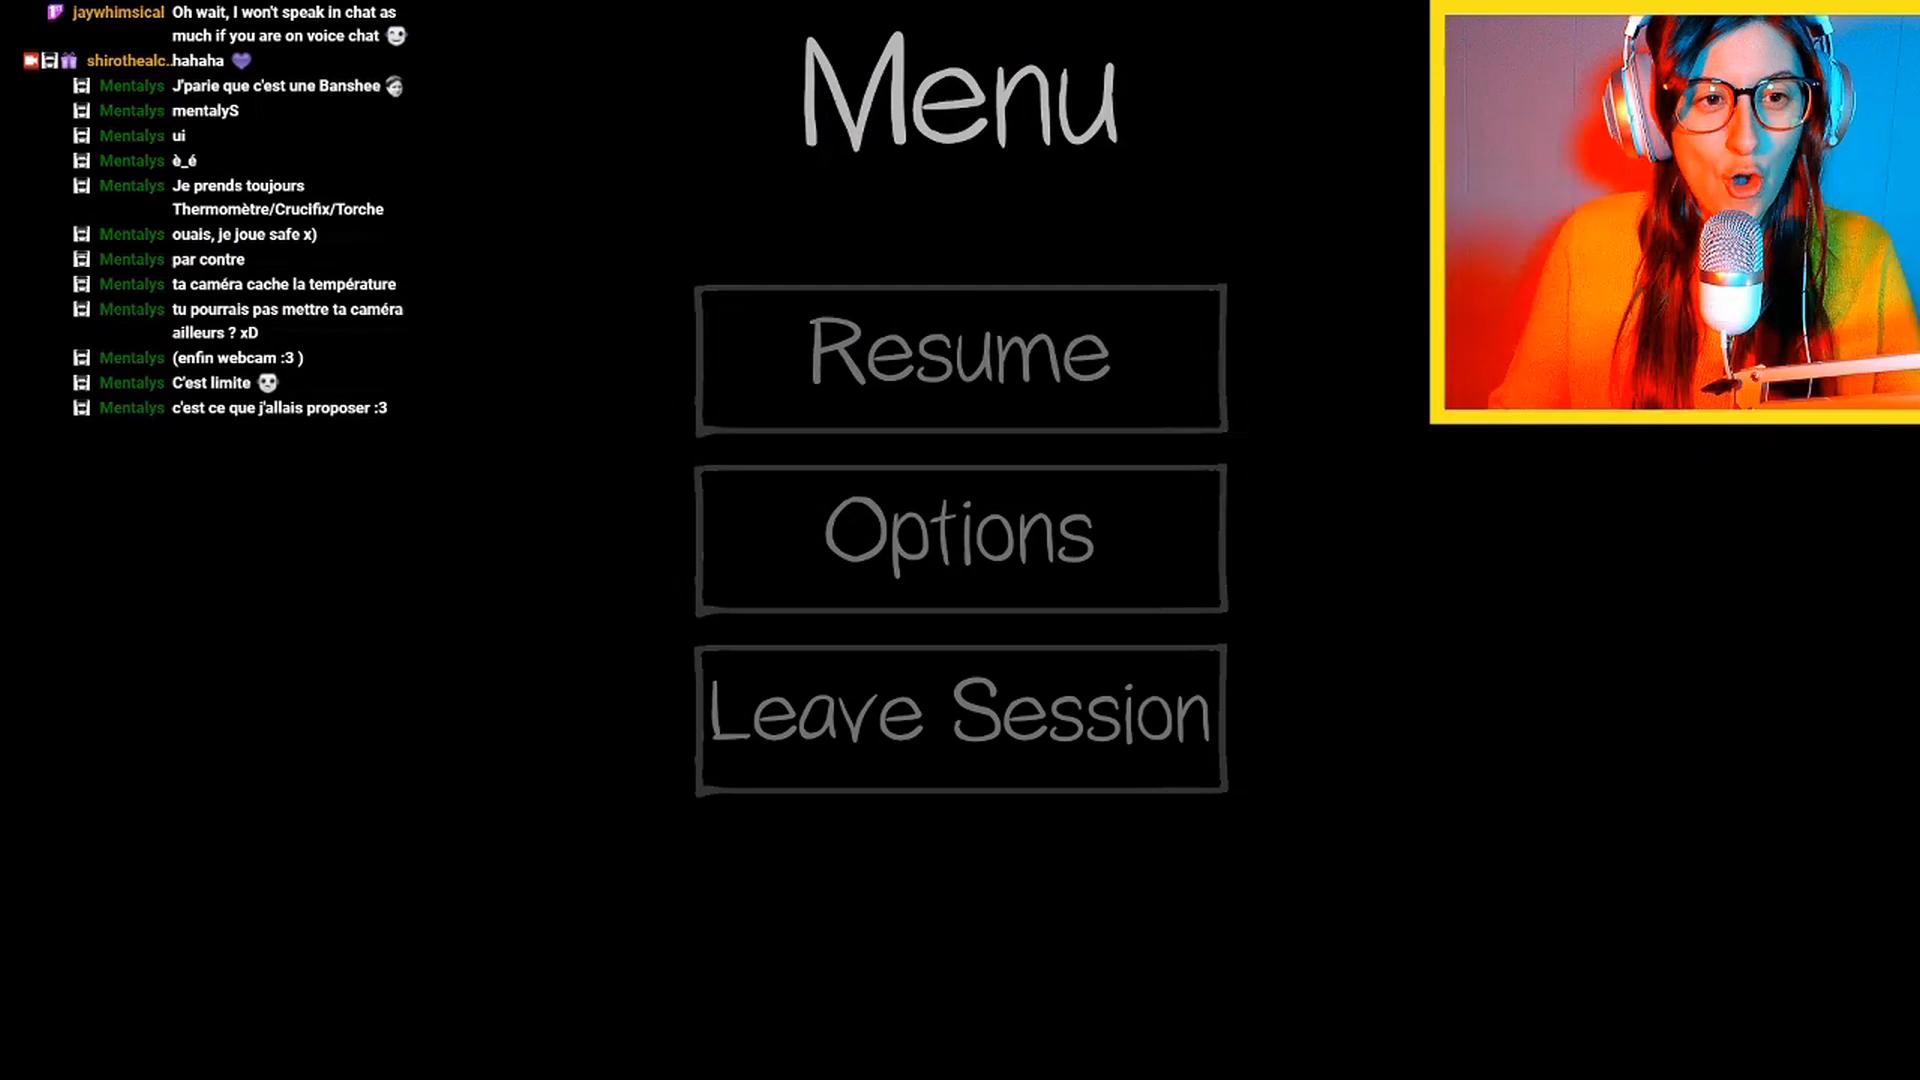 jaywhimsical Oh wait, I won't speak in chat as
much if you are on voice chat
shirothealc.. hahaha
Mentalys J'parie que c'est une Banshee
Mentalys mentalyS
Mentalys ui
Mentalys è_é
Mentalys Je prends toujours
Thermomètre/Crucifix/Torche
Mentalys ouais, je joue safe x)
Mentalys par contre
Mentalys ta caméra cache la température
Mentalys tu pourrais pas mettre ta caméra
ailleurs ? xD
Mentalys (enfin webcam :3 )
Mentalys C'est limite
Mentalys c'est ce que j'allais proposer :3
Menu
Resume
Options
Leave Session